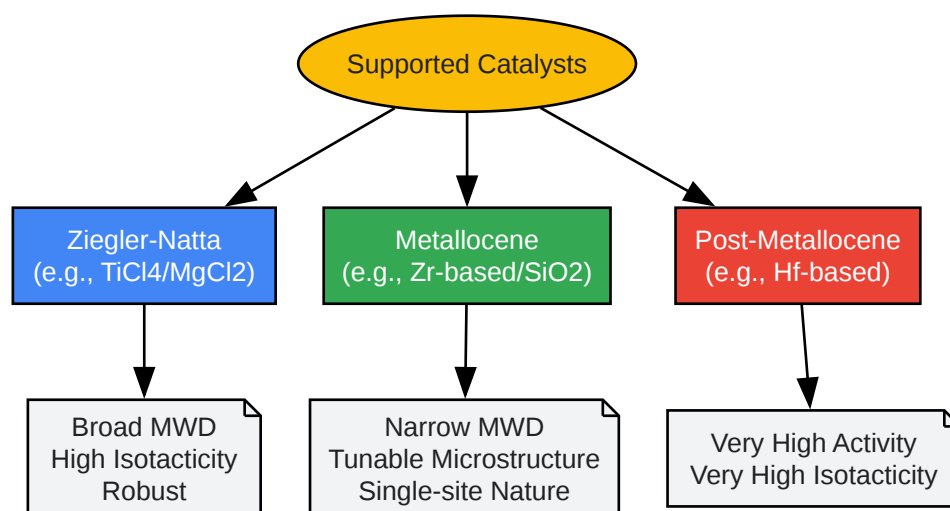 Supported Catalysts
Ziegler-Natta
(e.g., TiCl4/MgCl2)
Metallocene
(e.g., Zr-based/SiO2)
Post-Metallocene
(e.g., Hf-based)
Broad MWD
High Isotacticity
Robust
Narrow MWD
Tunable Microstructure
Single-site Nature
Very High Activity
Very High Isotacticity